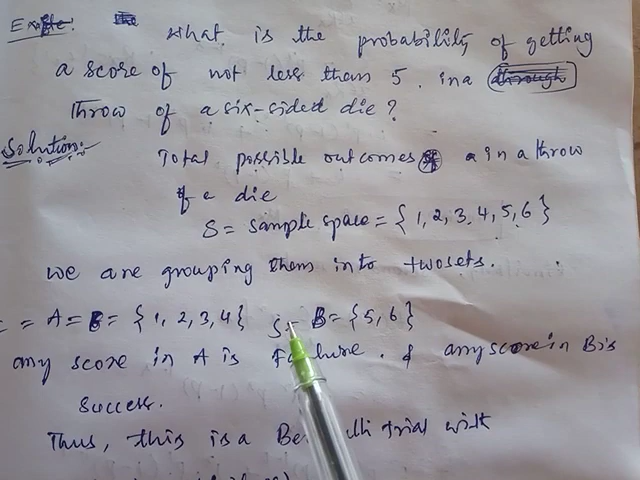 What is the probability of getting
a score of not less than 5. in a
throw of a six-sided die?
Solution:-
Total possible outcomes in a throw
of a die
S = sample space = {1, 2, 3, 4, 5, 6}
we are grouping them into two sets.
= A = = {1, 2, 3, 4} S = B = {5, 6}
any score in A is failure. & any score in B is
success.
Thus, this is a Be lli trial with